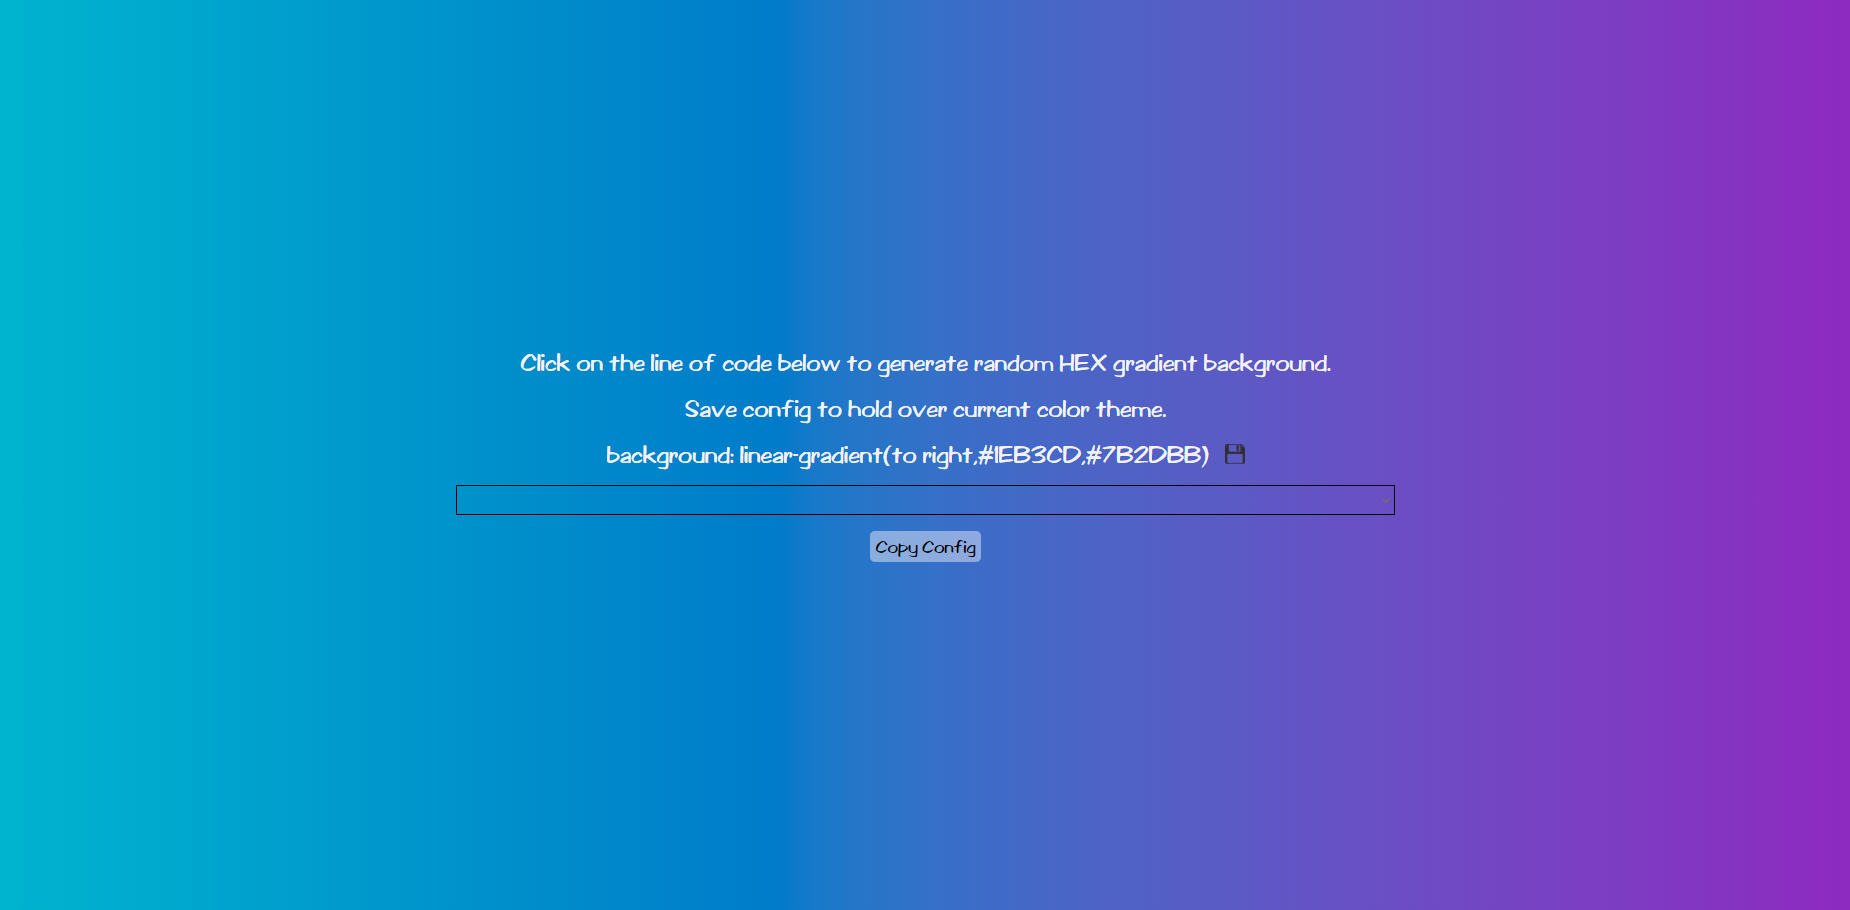 Click on the line of code below to generate random HEX gradient background.
Save config to hold over current color theme.
background: linear-gradient(to right,#1EB3CD,#7B2DBB)
Copy Config